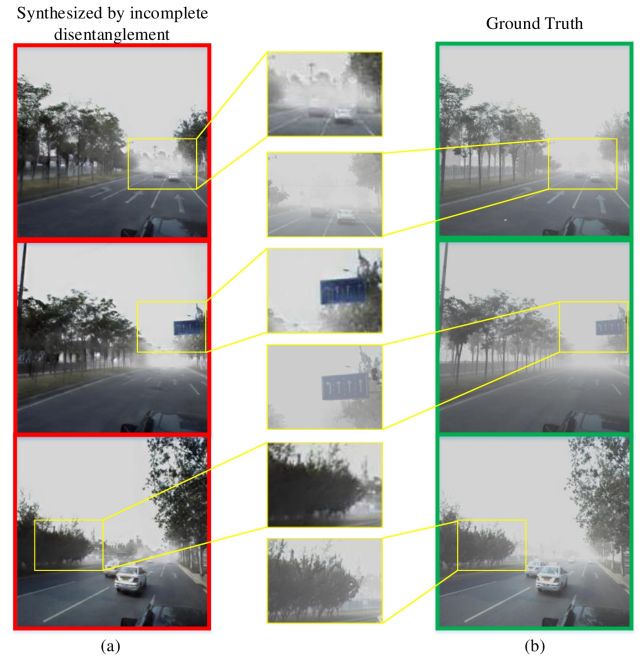 Synthesized by incomplete
disentanglement
Ground Truth
(a)
(b)